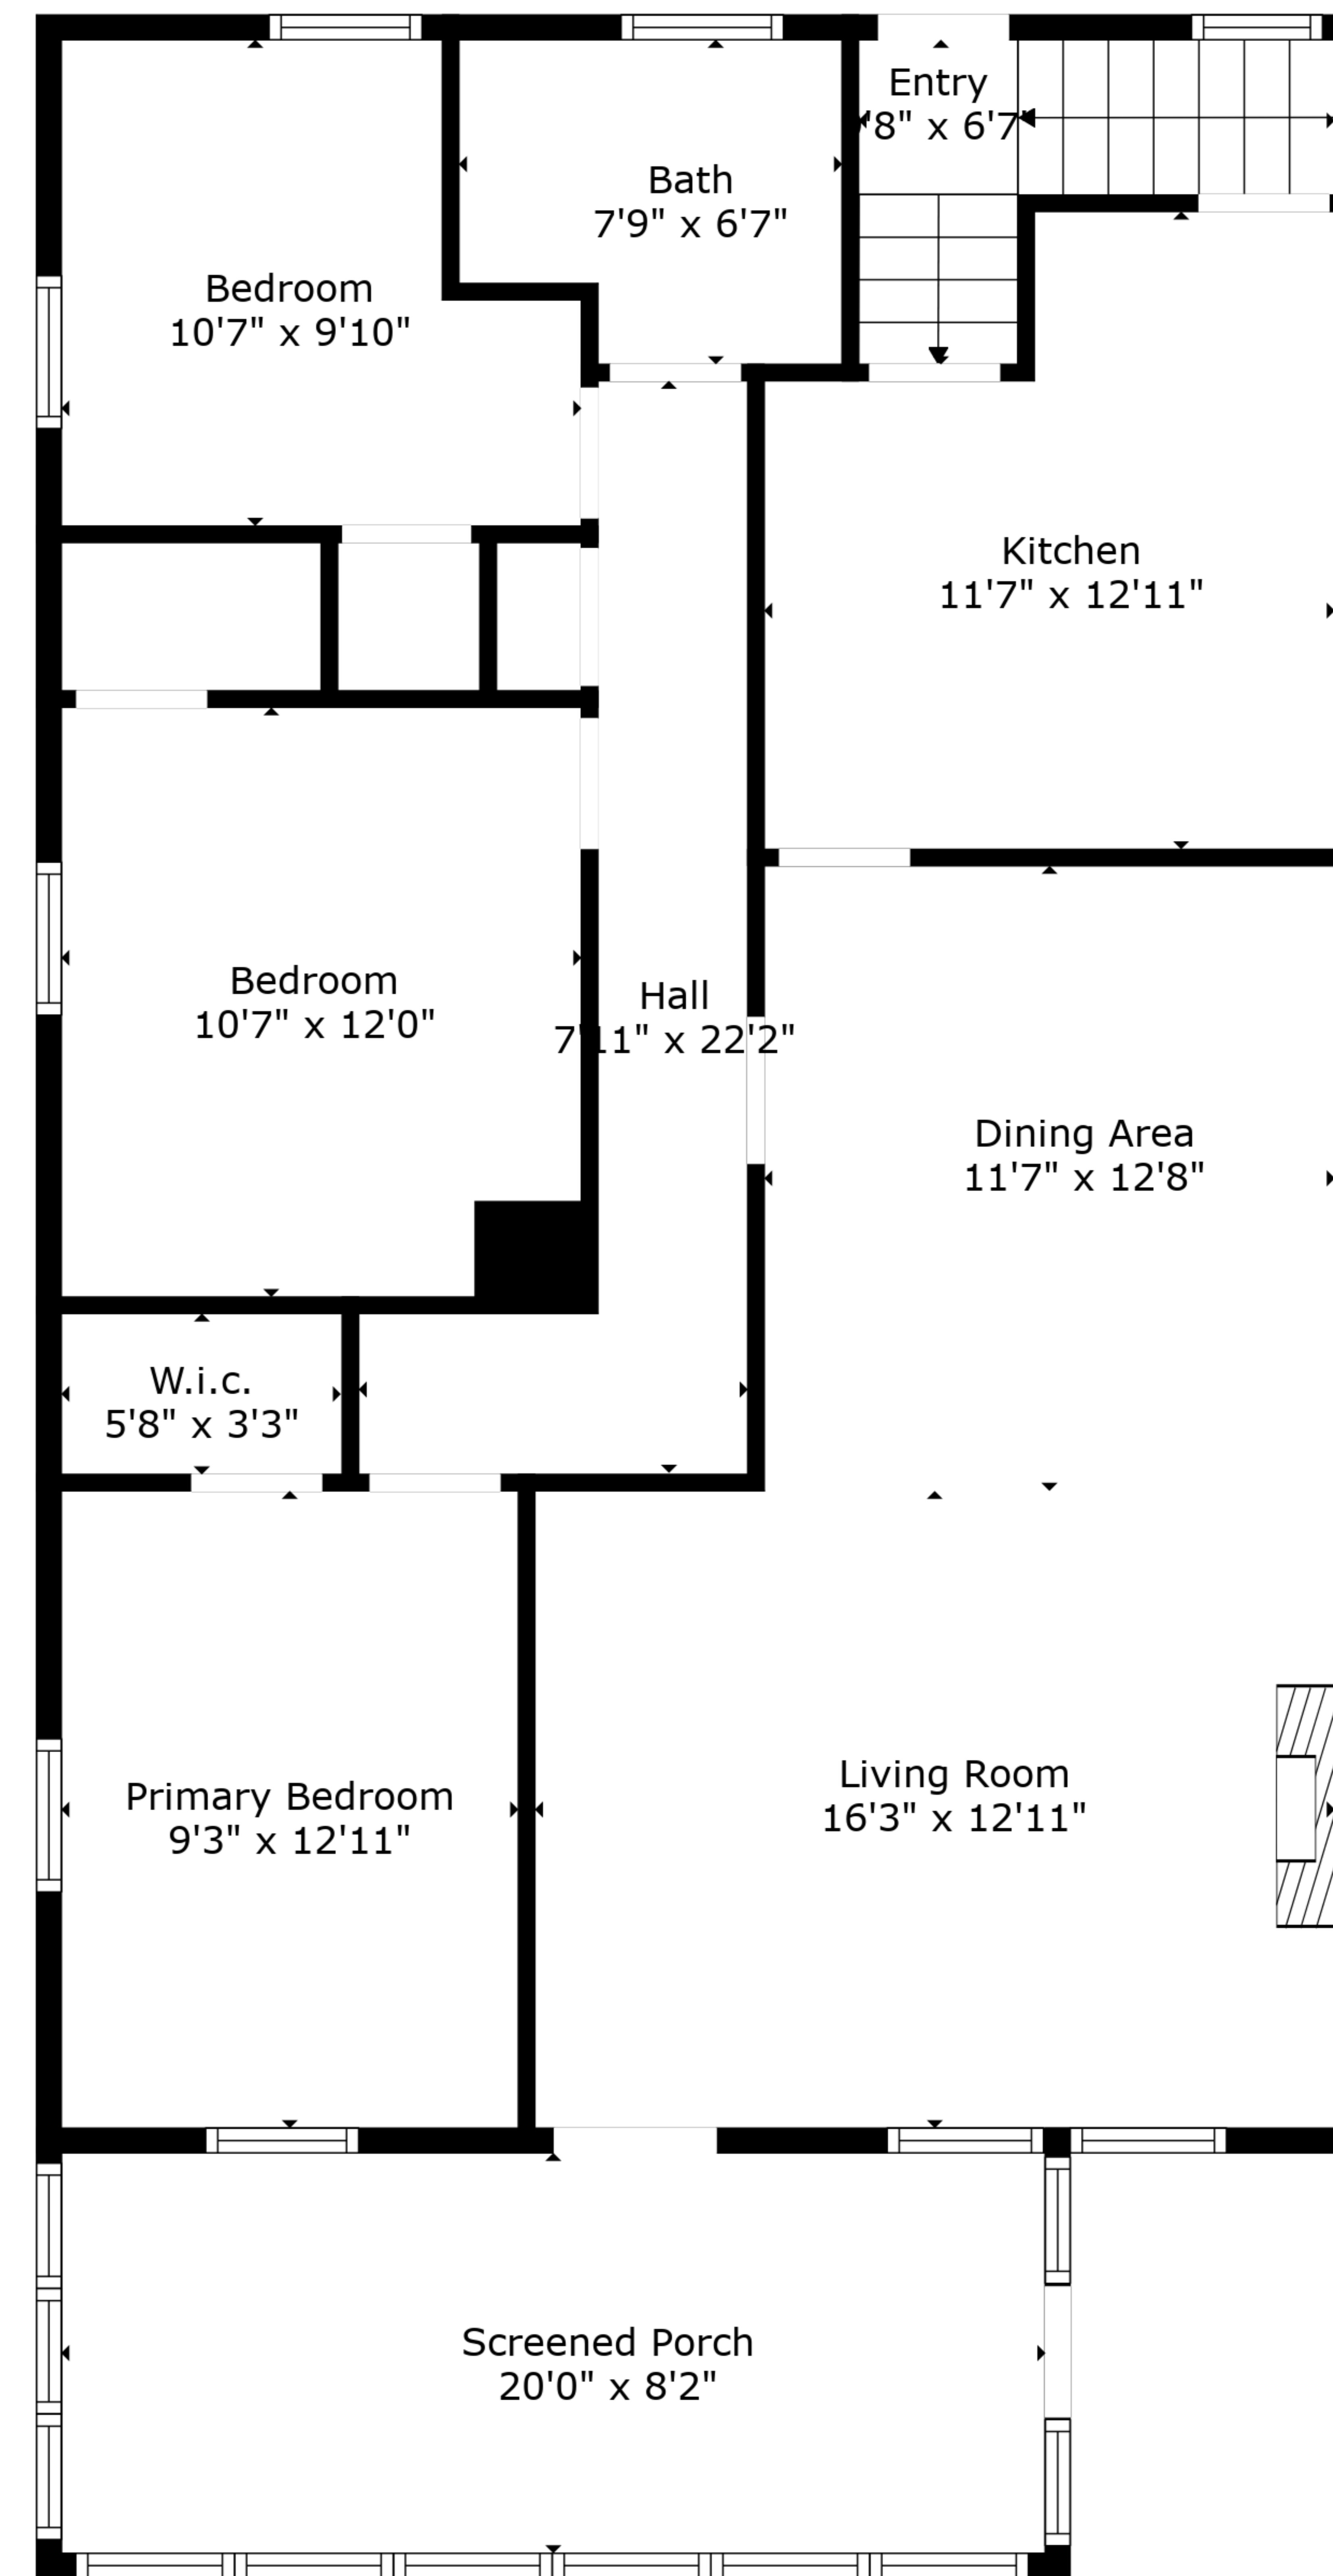 Entry
'8" x 6'7
Bath
7'9" x 6'7"
Bedroom
10'7" x 9'10"
Kitchen
11'7" x 12'11"
Bedroom
10'7" x 12'0"
Hall
7'11" x 22'2"
Dining Area
11'7" x 12'8"
W.i.c.
5'8" x 3'3"
Primary Bedroom
9'3" x 12'11"
Living Room
16'3" x 12'11"
Screened Porch
20'0" x 8'2"